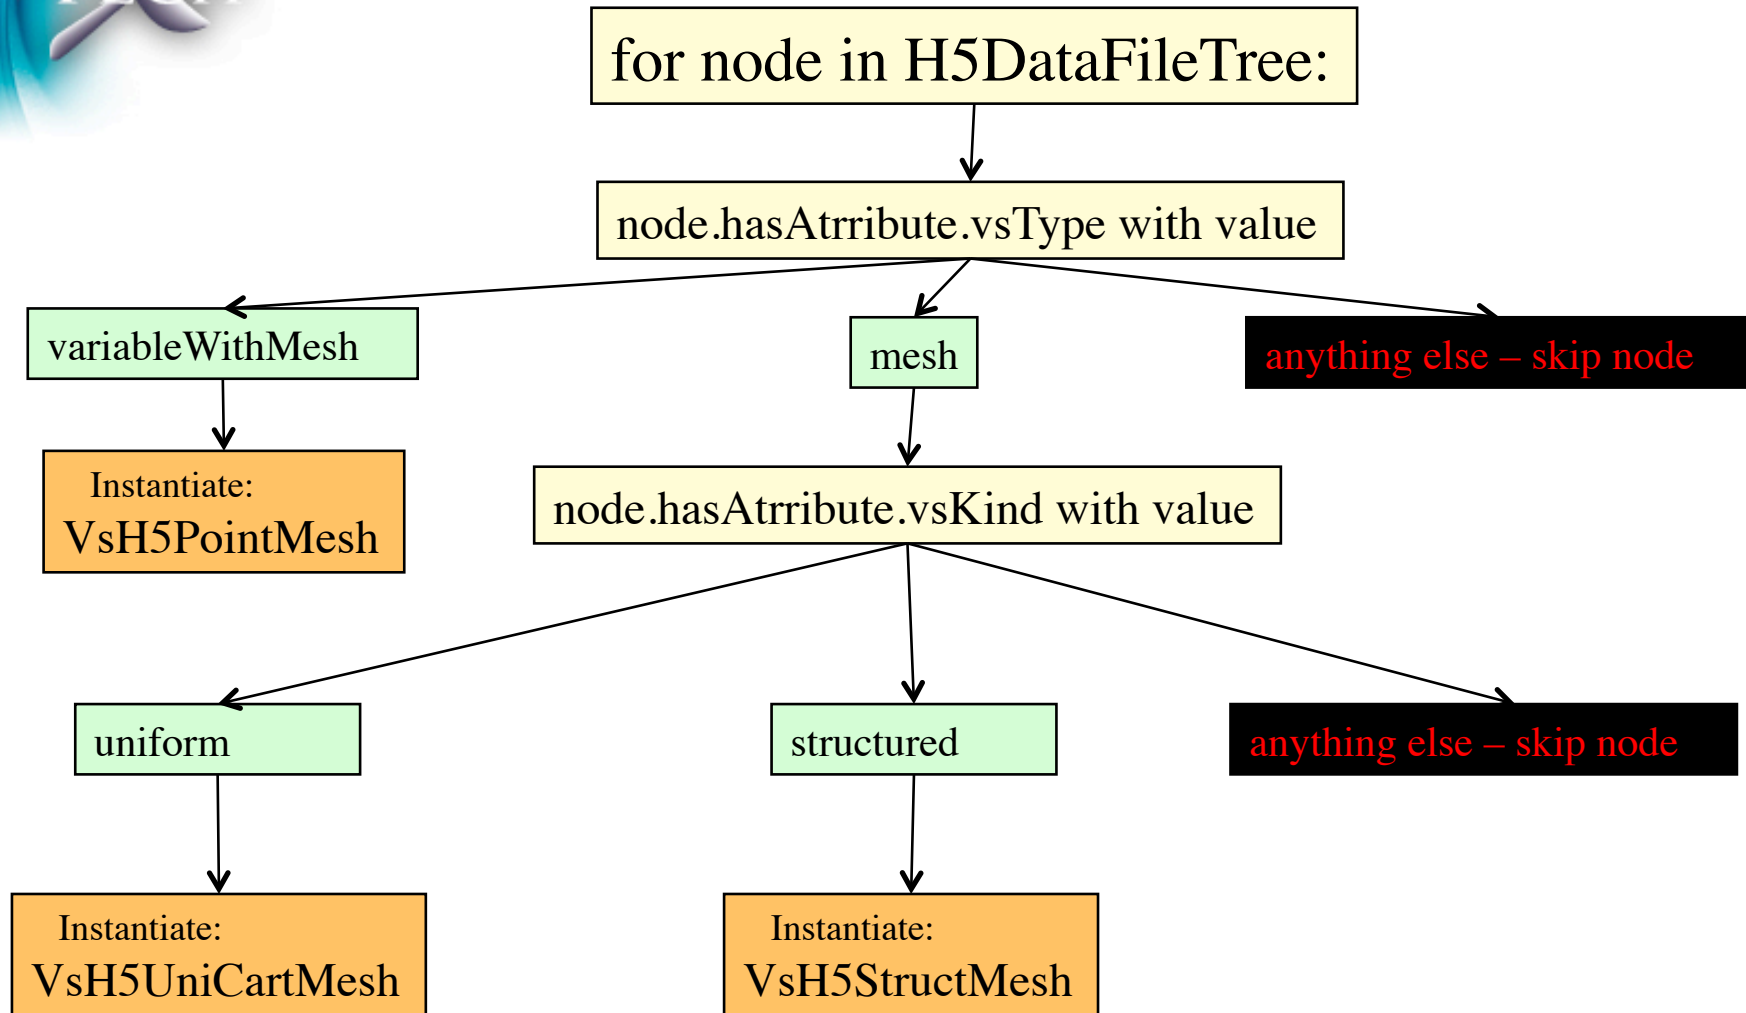 for node in H5DataFileTree:
node.hasAtrribute.vsType with value
variableWithMesh
mesh
anything else – skip node
Instantiate:
VsH5PointMesh
node.hasAtrribute.vsKind with value
uniform
structured
anything else – skip node
Instantiate:
VsH5UniCartMesh
Instantiate:
VsH5StructMesh